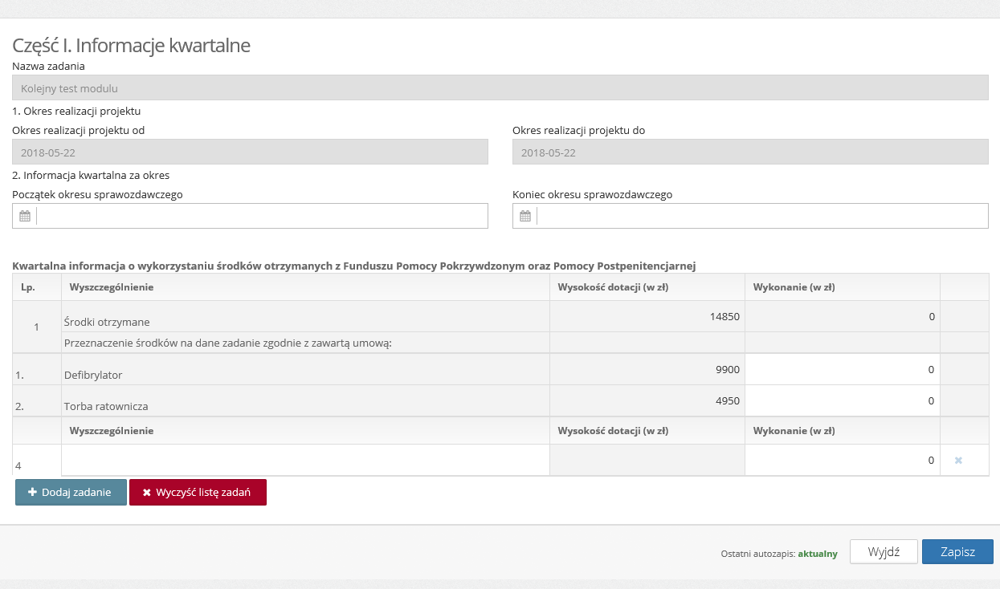 Część I. Informacje kwartalne
Nazwa zadania
Kolejny test modulu
1. Okres realizacji projektu
Okres realizacji projektu od Okres realizacji projektu do
2018-05-22 2018-05-22
2. Informacja kwartalna za okres
Początek okresu sprawozdawczego Koniec okresu sprawozdawczego
Kwartalna informacja o wykorzystaniu środków otrzymanych z Funduszu Pomocy Pokrzywdzonym oraz Pomocy Postpenitencjarnej
Lp. Wyszczególnienie Wysokość dotacji (w zł) Wykonanie (w zł)
1 Środki otrzymane 14850 0
Przeznaczenie środków na dane zadanie zgodnie z zawartą umową:
1. Defibrylator 9900 0
2. Torba ratownicza 4950 0
Wyszczególnienie Wysokość dotacji (w zł) Wykonanie (w zł)
4 0
Dodaj zadanie Wyczyść listę zadań
Ostatni autozapis: aktualny Wyjdź Zapisz